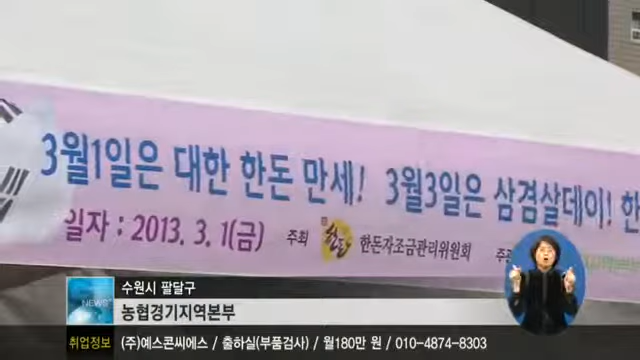 3월1일은 대한 한돈 만세! 3월3일은 삼겹살데이! 한
일자 : 2013. 3. 1(금) 주최 한돈 한돈자조금관리위원회
수원시 팔달구
NEWS
농협경기지역본부
취업정보 (주)예스콘씨에스 / 출하실(부품검사) / 월180만 원 / 010-4874-8303